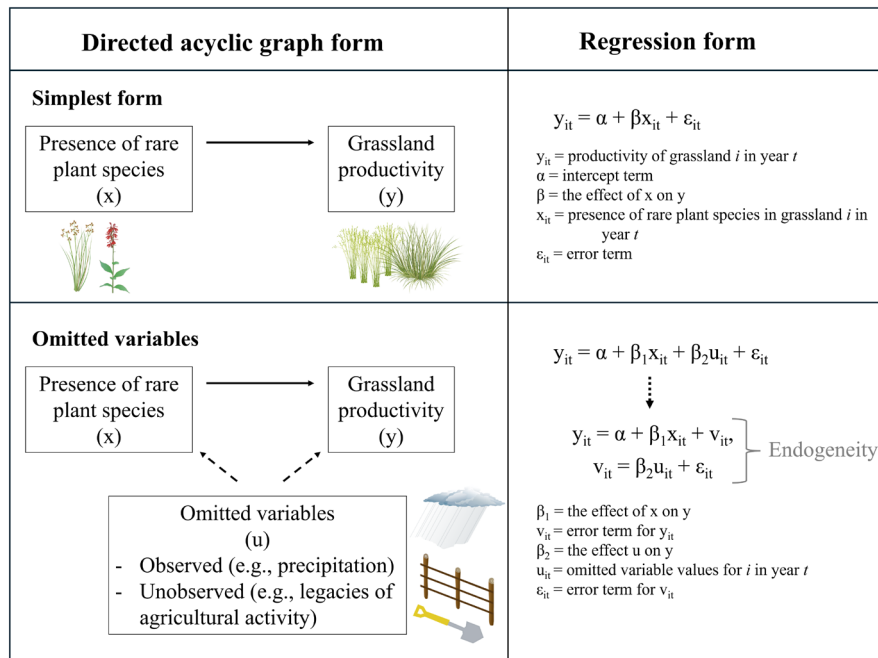 Directed acyclic graph form
Regression form
Simplest form
Presence of rare
plant species
(x)
Grassland
productivity
(y)
yᵢₜ = α + βxᵢₜ + εᵢₜ
yᵢₜ = productivity of grassland i in year t
α = intercept term
β = the effect of x on y
xᵢₜ = presence of rare plant species in grassland i in
year t
εᵢₜ = error term
Omitted variables
Presence of rare
plant species
(x)
Grassland
productivity
(y)
Omitted variables
(u)
- Observed (e.g., precipitation)
- Unobserved (e.g., legacies of
agricultural activity)
yᵢₜ = α + β₁xᵢₜ + β₂uᵢₜ + εᵢₜ
yᵢₜ = α + β₁xᵢₜ + vᵢₜ,
vᵢₜ = β₂uᵢₜ + εᵢₜ
Endogeneity
β₁ = the effect of x on y
vᵢₜ = error term for yᵢₜ
β₂ = the effect u on y
uᵢₜ = omitted variable values for i in year t
εᵢₜ = error term for vᵢₜ